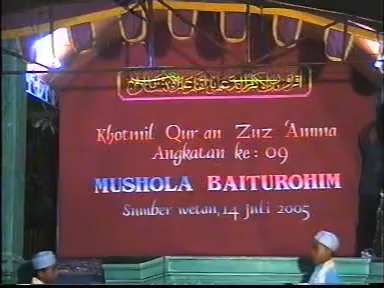 Khotmil Qur an Zuz 'Amma
Angkatan ke : 09
MUSHOLA BAITUROHIM
Sumber wetan, 14 Juli 2005